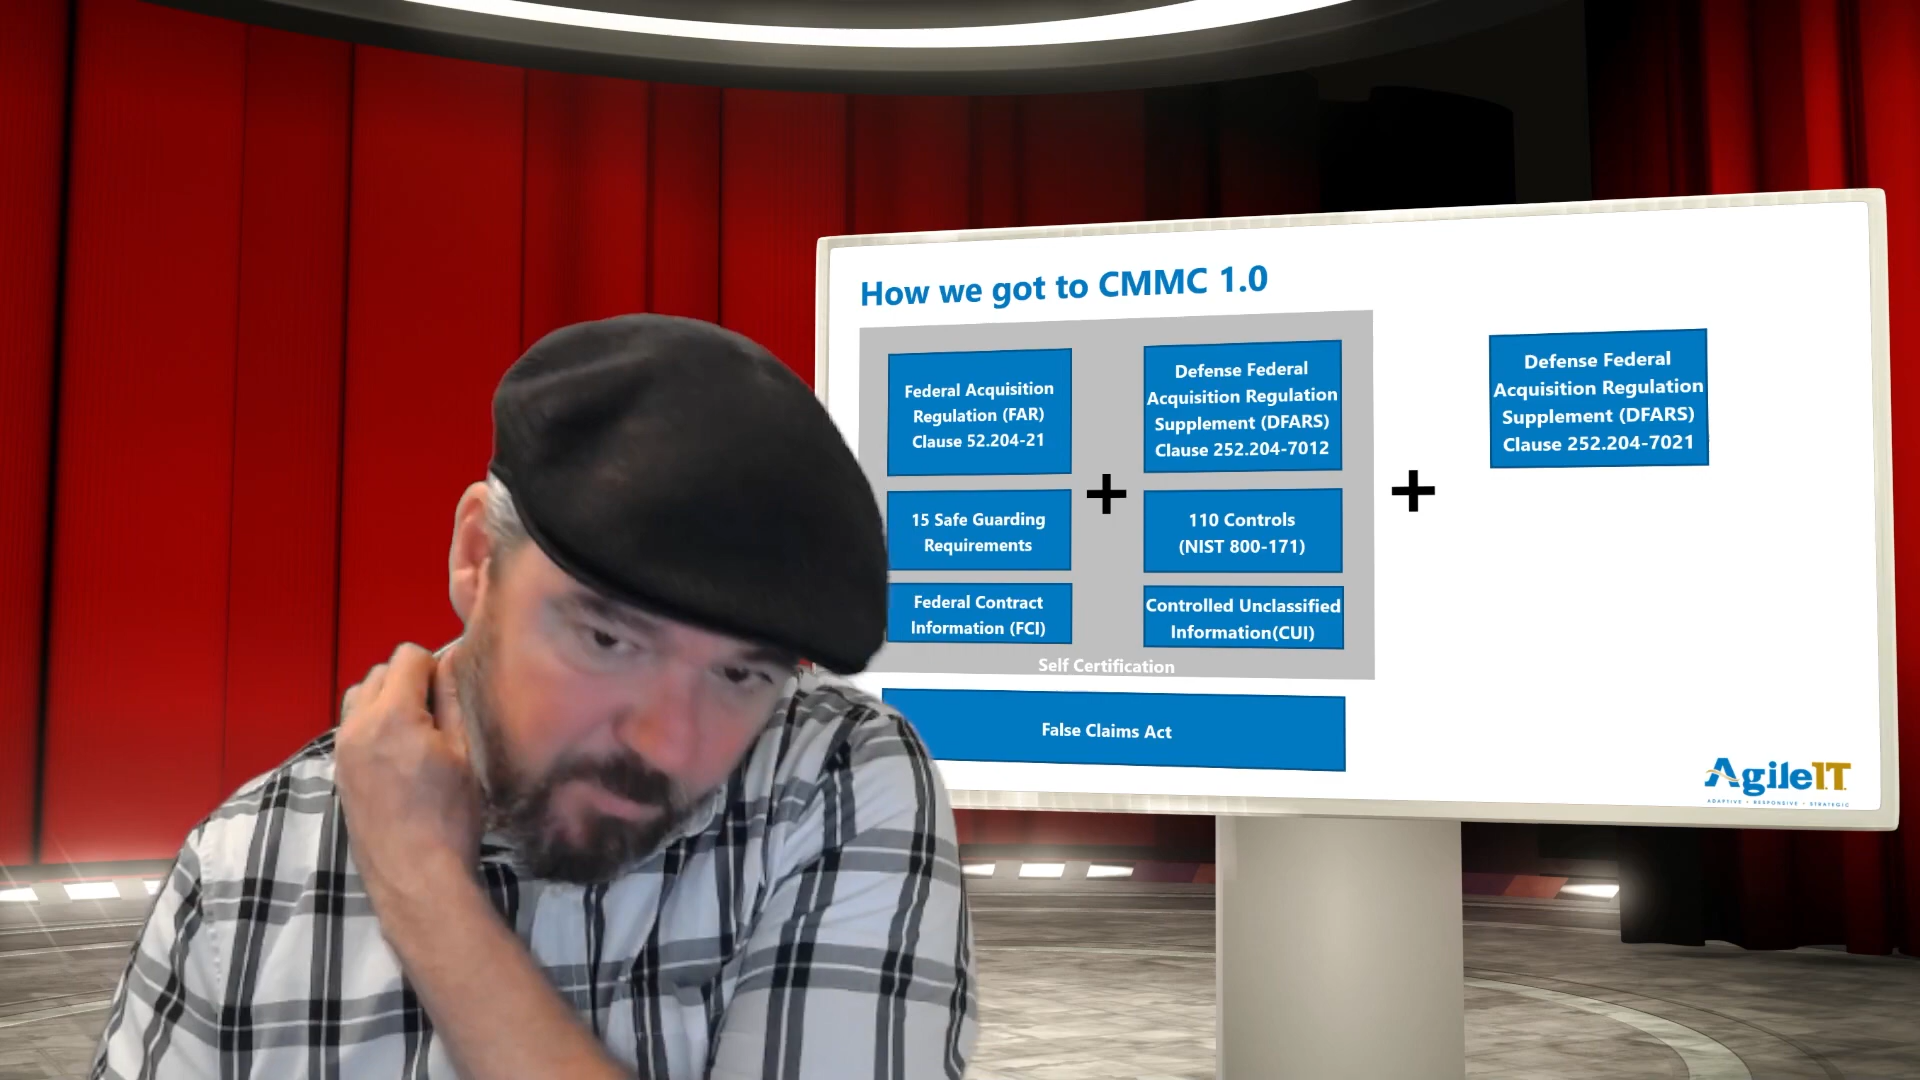 How we got to CMMC 1.0
Federal Acquisition
Regulation (FAR)
Clause 52.204-21
15 Safe Guarding
Requirements
Federal Contract
Information (FCI)
+
Defense Federal
Acquisition Regulation
Supplement (DFARS)
Clause 252.204-7012
110 Controls
(NIST 800-171)
Controlled Unclassified
Information(CUI)
Self Certification
False Claims Act
+
Defense Federal
Acquisition Regulation
Supplement (DFARS)
Clause 252.204-7021
AgileIT
ADAPTIVE • RESPONSIVE • STRATEGIC